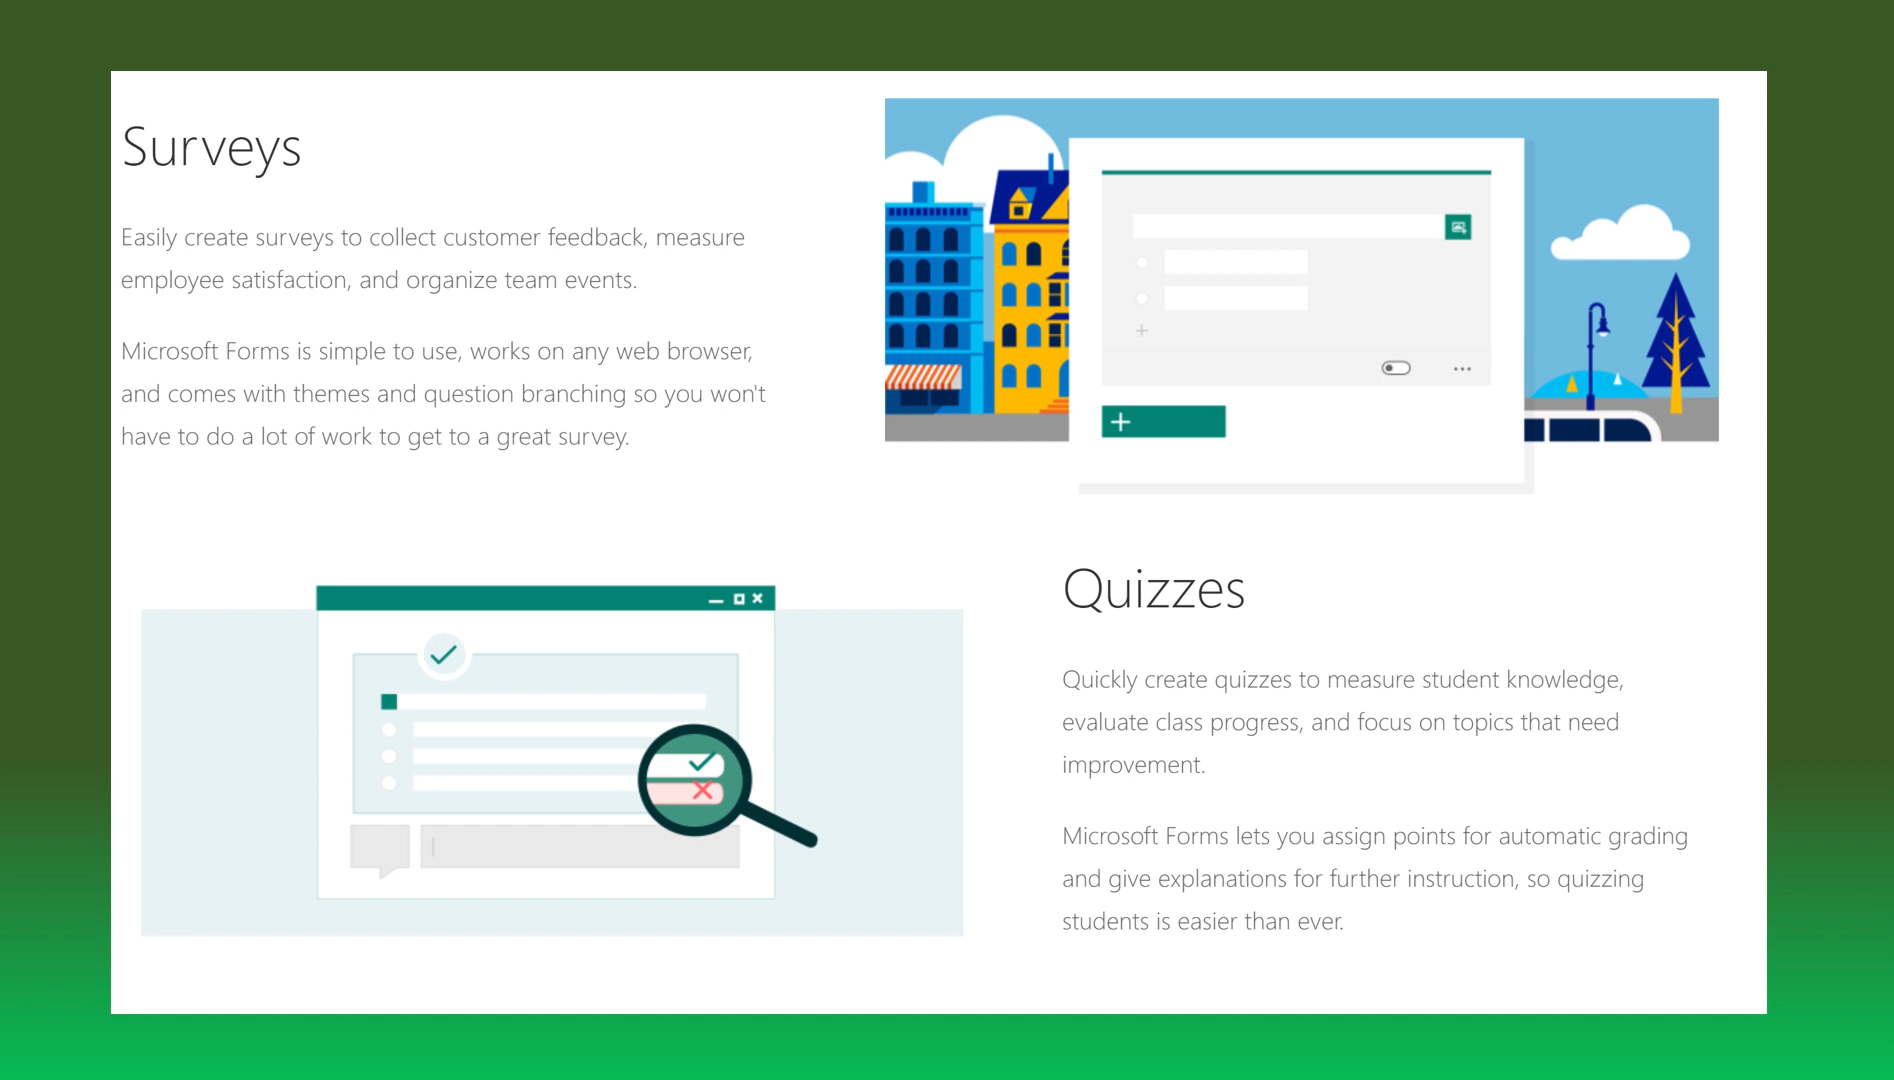 Surveys
Easily create surveys to collect customer feedback, measure
employee satisfaction, and organize team events.
Microsoft Forms is simple to use, works on any web browser,
and comes with themes and question branching so you won't
have to do a lot of work to get to a great survey.
Quizzes
Quickly create quizzes to measure student knowledge,
evaluate class progress, and focus on topics that need
improvement.
Microsoft Forms lets you assign points for automatic grading
and give explanations for further instruction, so quizzing
students is easier than ever.